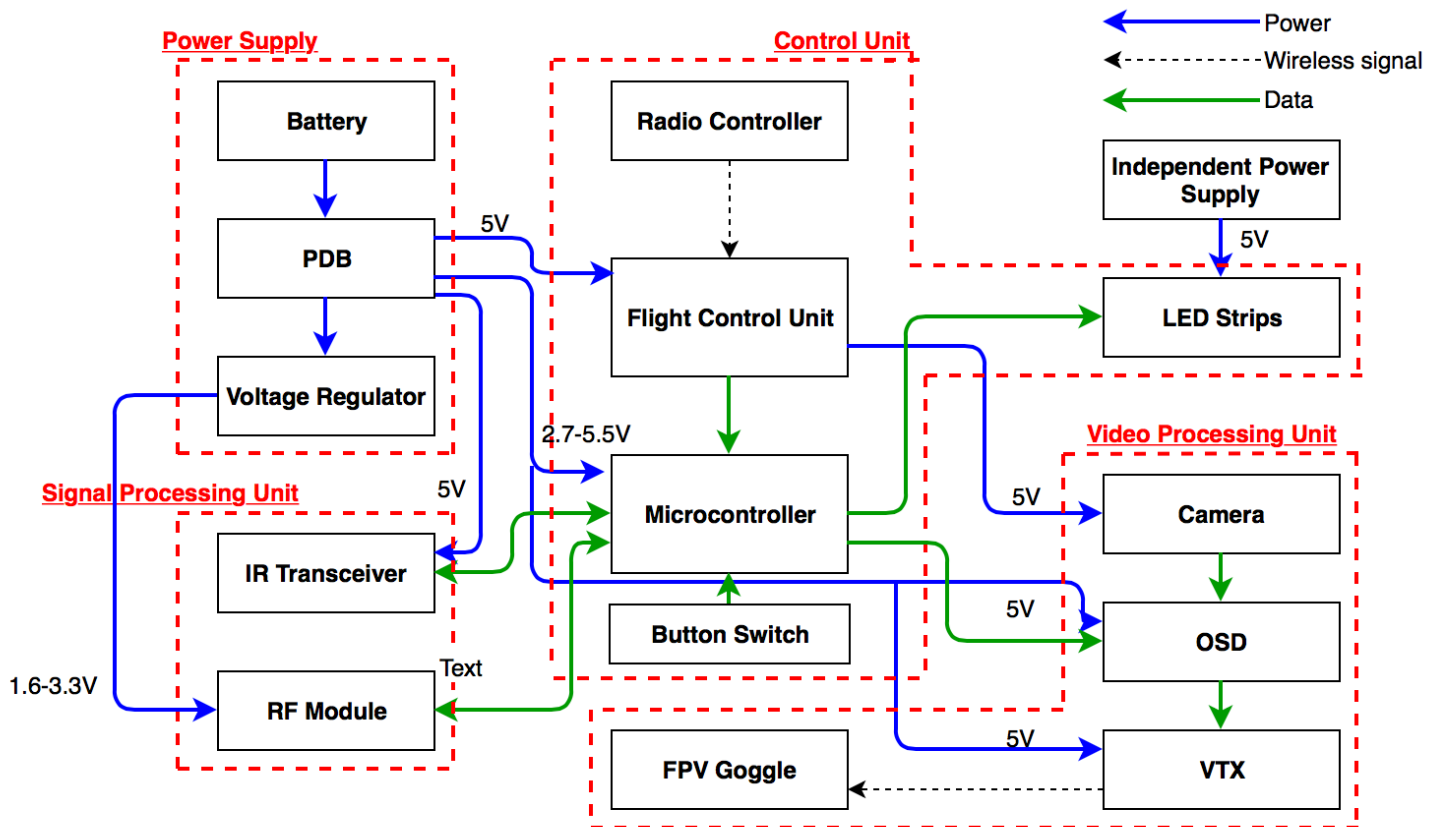 Power Supply
Control Unit
Power
Wireless signal
Data
Battery
Radio Controller
Independent Power
Supply
5V
5V
PDB
Flight Control Unit
LED Strips
Voltage Regulator
2.7-5.5V
Video Processing Unit
Signal Processing Unit
5V
5V
Microcontroller
Camera
IR Transceiver
5V
Button Switch
OSD
Text
1.6-3.3V
RF Module
5V
FPV Goggle
VTX